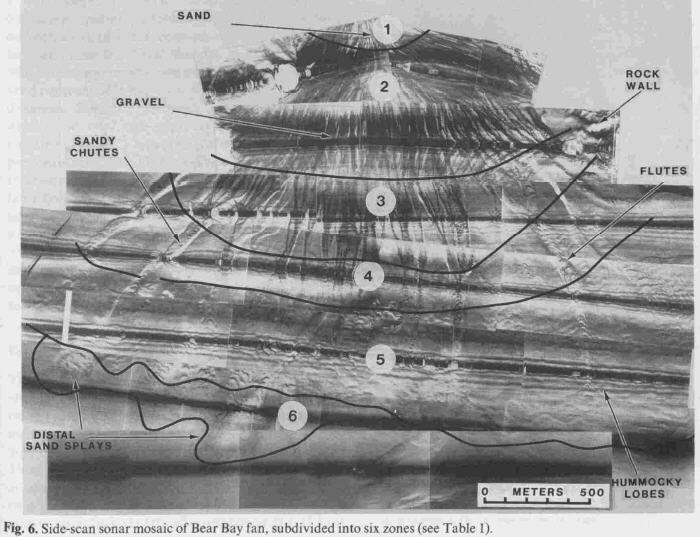 SAND
1
2
ROCK
WALL
GRAVEL
SANDY
CHUTES
FLUTES
3
4
5
6
DISTAL
SAND SPLAYS
0 METERS 500
HUMMOCKY
LOBES
Fig. 6. Side-scan sonar mosaic of Bear Bay fan, subdivided into six zones (see Table 1).